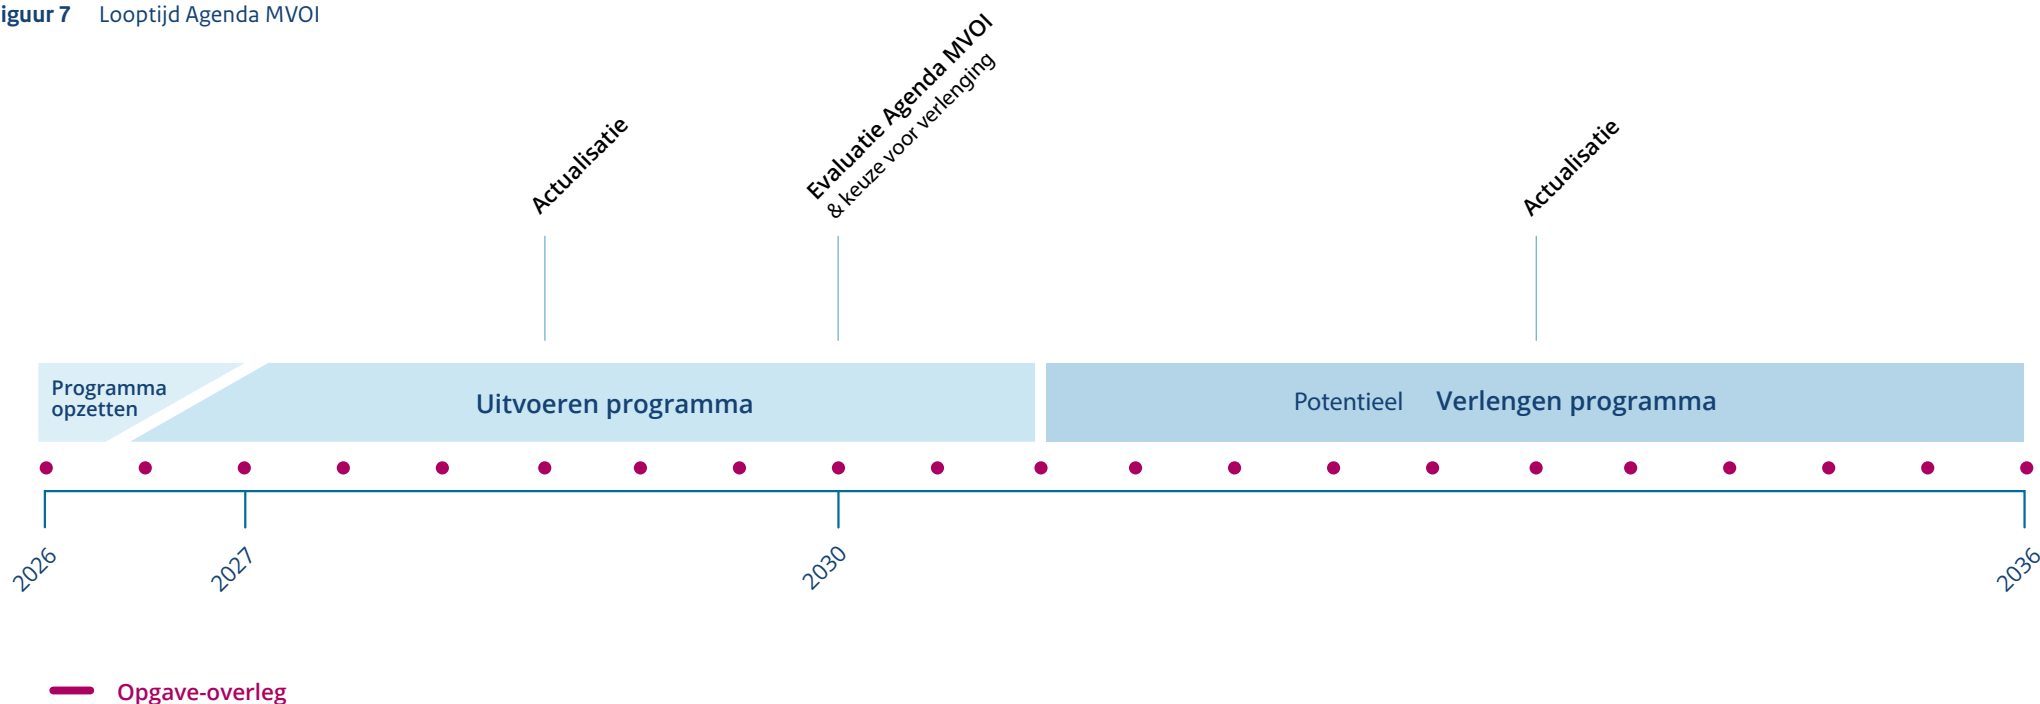 iguur 7 Looptijd Agenda MVOI
Actualisatie
Evaluatie Agenda MVOI
& keuze voor verlenging
Actualisatie
Programma
opzetten
Uitvoeren programma
Potentieel Verlengen programma
2026
2027
2030
2036
Opgave-overleg